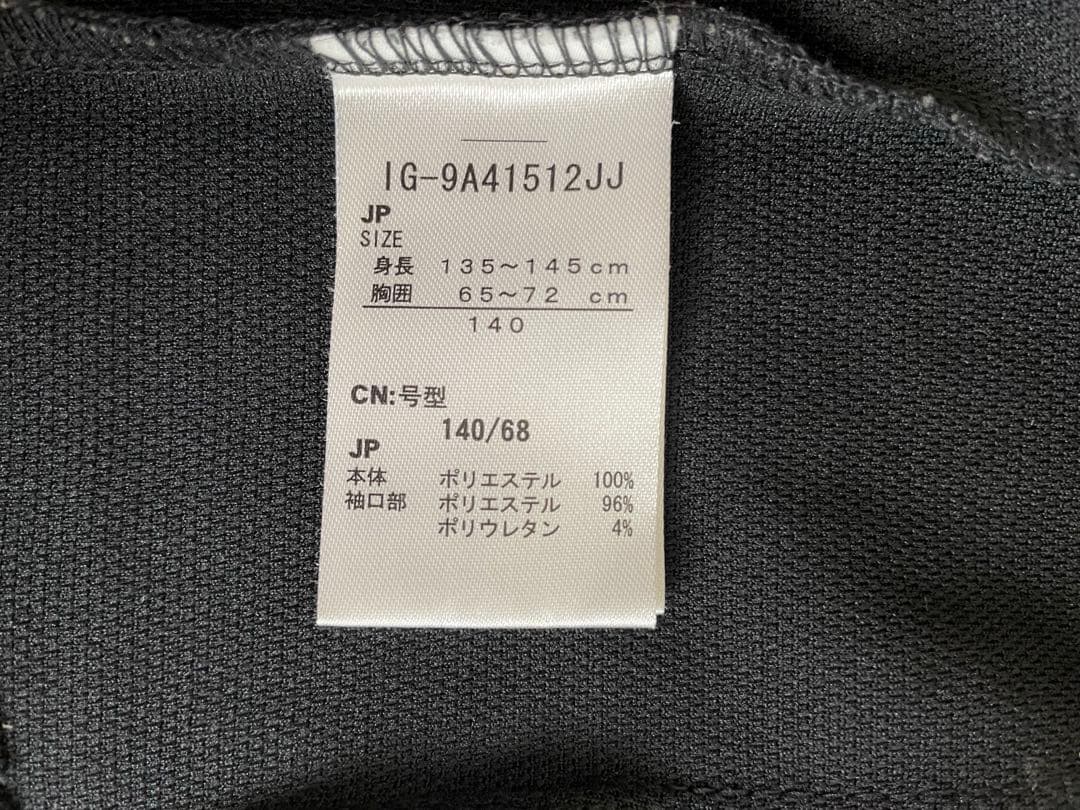 IG-9A41512JJ
JP
SIZE
身長 135～145cm
胸囲 65～72 cm
140
CN:号型
140/68
JP
本体 ポリエステル 100%
袖口部 ポリエステル 96%
ポリウレタン 4%